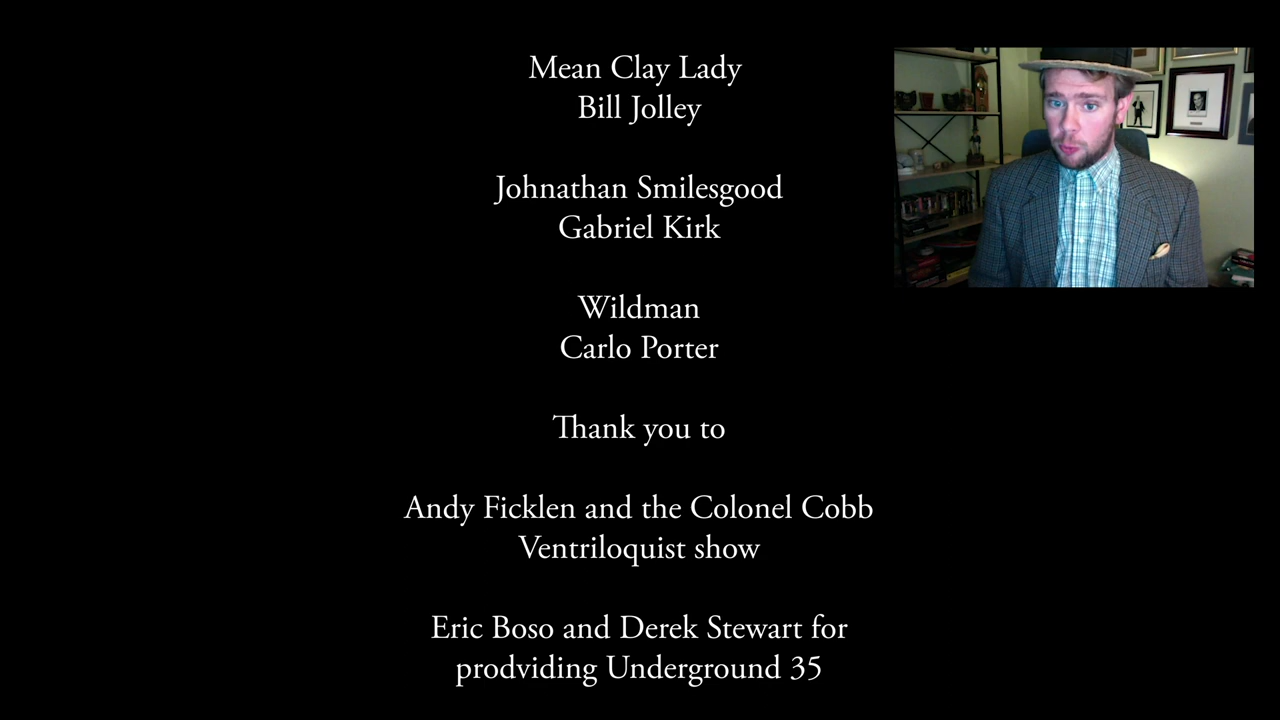 Mean Clay Lady
Bill Jolley
Johnathan Smilesgood
Gabriel Kirk
Wildman
Carlo Porter
Thank you to
Andy Ficklen and the Colonel Cobb
Ventriloquist show
Eric Boso and Derek Stewart for
prodviding Underground 35